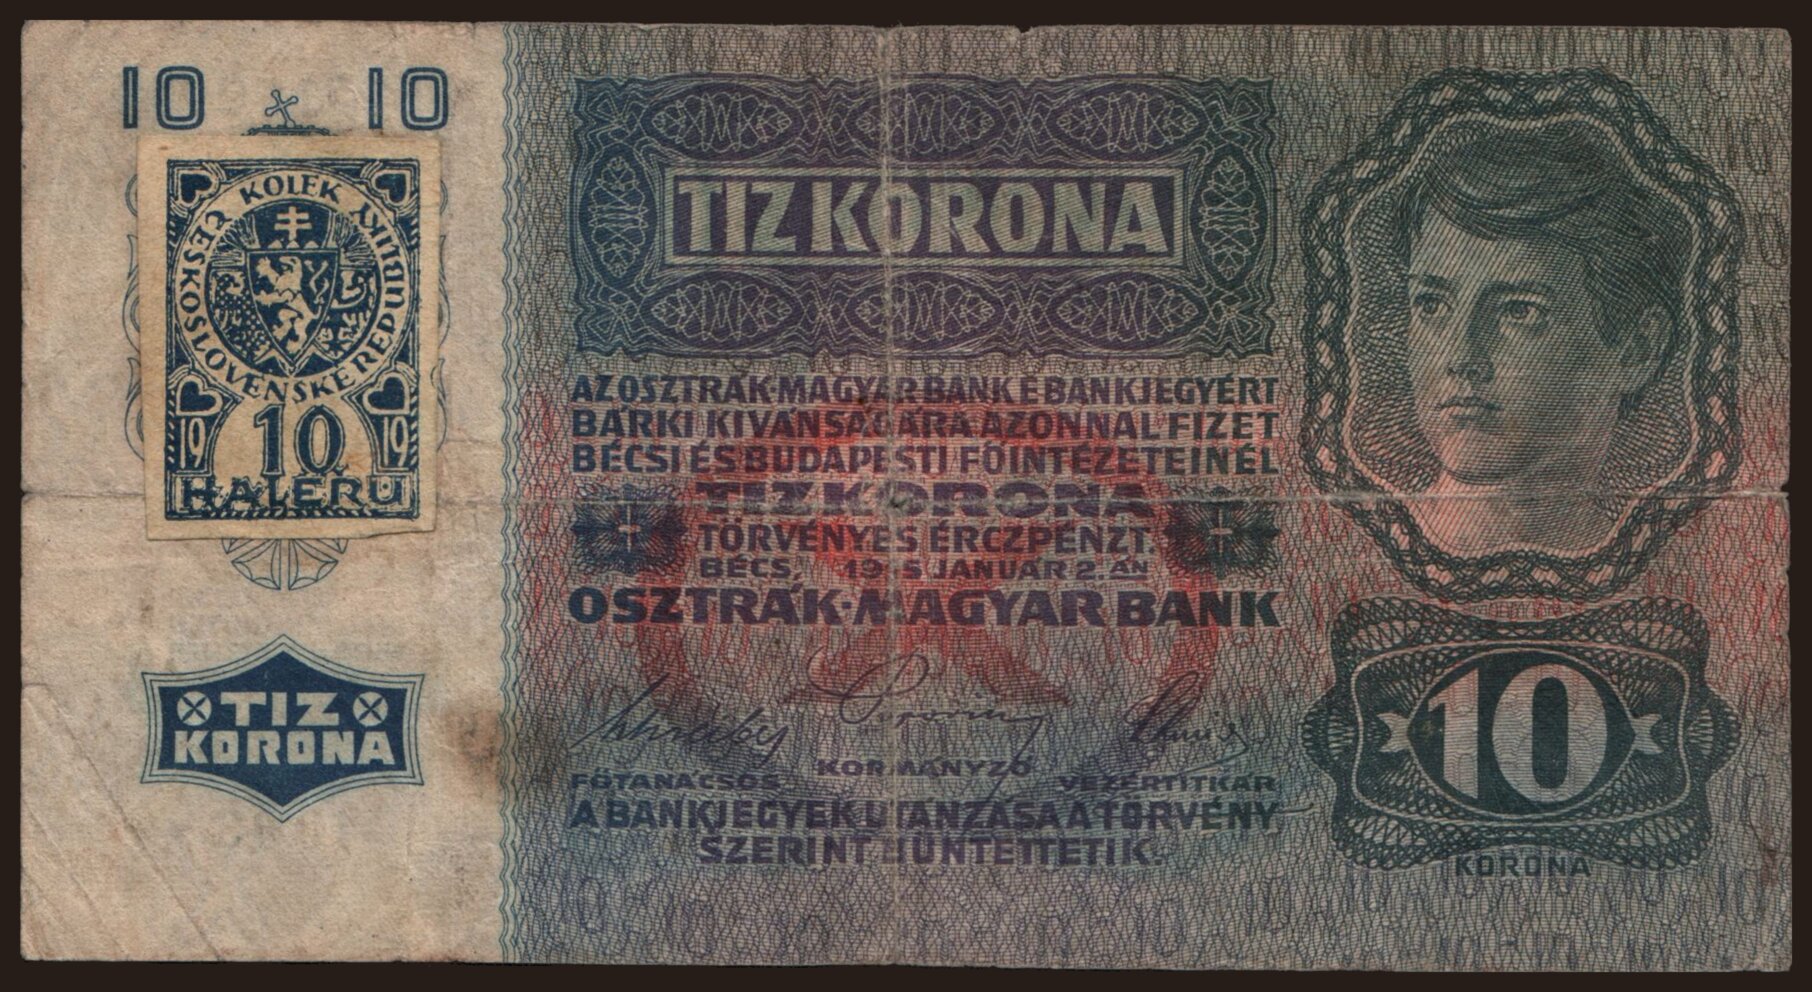 10 10
KOLEK
ČESKOSLOVENSKÉ REPUBLIKY
10
19 19
HALÉRŮ
TIZ
KORONA
TIZ KORONA
AZ OSZTRÁK-MAGYAR BANK E BANKJEGYÉRT
BÁRKI KIVÁNSÁGÁRA AZONNAL FIZET
BÉCSI ÉS BUDAPESTI FŐINTÉZETEINÉL
TIZ KORONA
TÖRVÉNYES ÉRCZPÉNZT.
BÉCS, 1915 JANUÁR 2.ÁN
OSZTRÁK-MAGYAR BANK
FŐTANÁCSOS KORMÁNYZÓ VEZÉRTITKÁR
A BANKJEGYEK UTÁNZÁSA A TÖRVÉNY
SZERINT BÜNTETTETIK.
10
KORONA